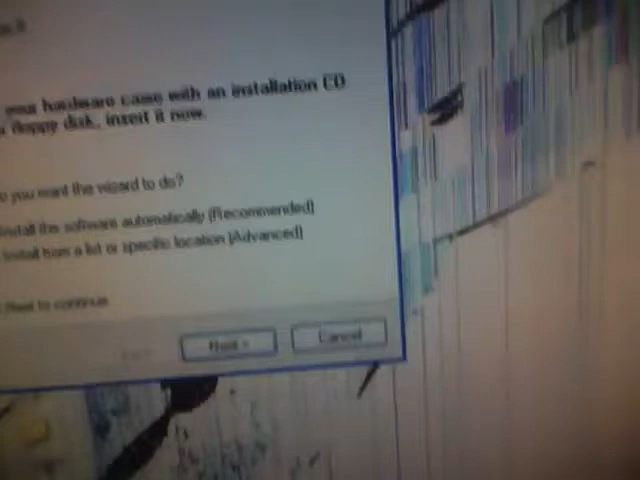 your hardware came with an installation CD
floppy disk, insert it now.
you want the wizard to do?
Install the software automatically (Recommended)
Install from a list or specific location (Advanced)
Next to continue
Next >
Cancel